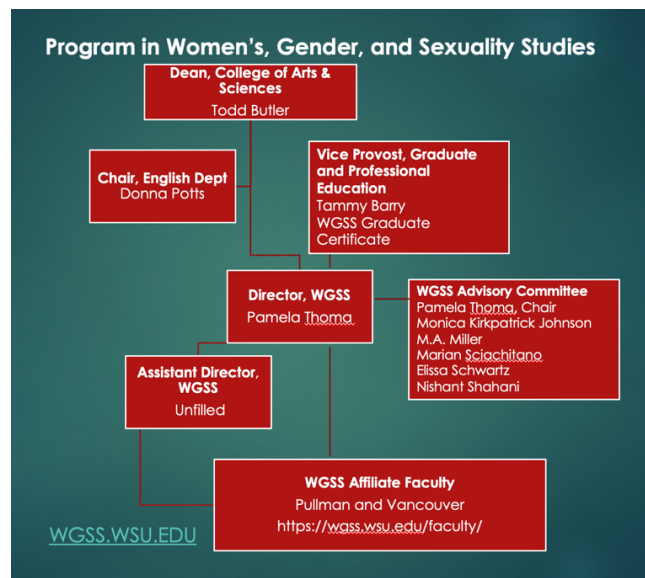 Program in Women's, Gender, and Sexuality Studies
Dean, College of Arts &
Sciences
Todd Butler
Chair, English Dept
Donna Potts
Vice Provost, Graduate
and Professional
Education
Tammy Barry
WGSS Graduate
Certificate
Director, WGSS
Pamela Thoma
WGSS Advisory Committee
Pamela Thoma, Chair
Monica Kirkpatrick Johnson
M.A. Miller
Marian Sciachitano
Elissa Schwartz
Nishant Shahani
Assistant Director,
WGSS
Unfilled
WGSS Affiliate Faculty
Pullman and Vancouver
https://wgss.wsu.edu/faculty/
WGSS.WSU.EDU